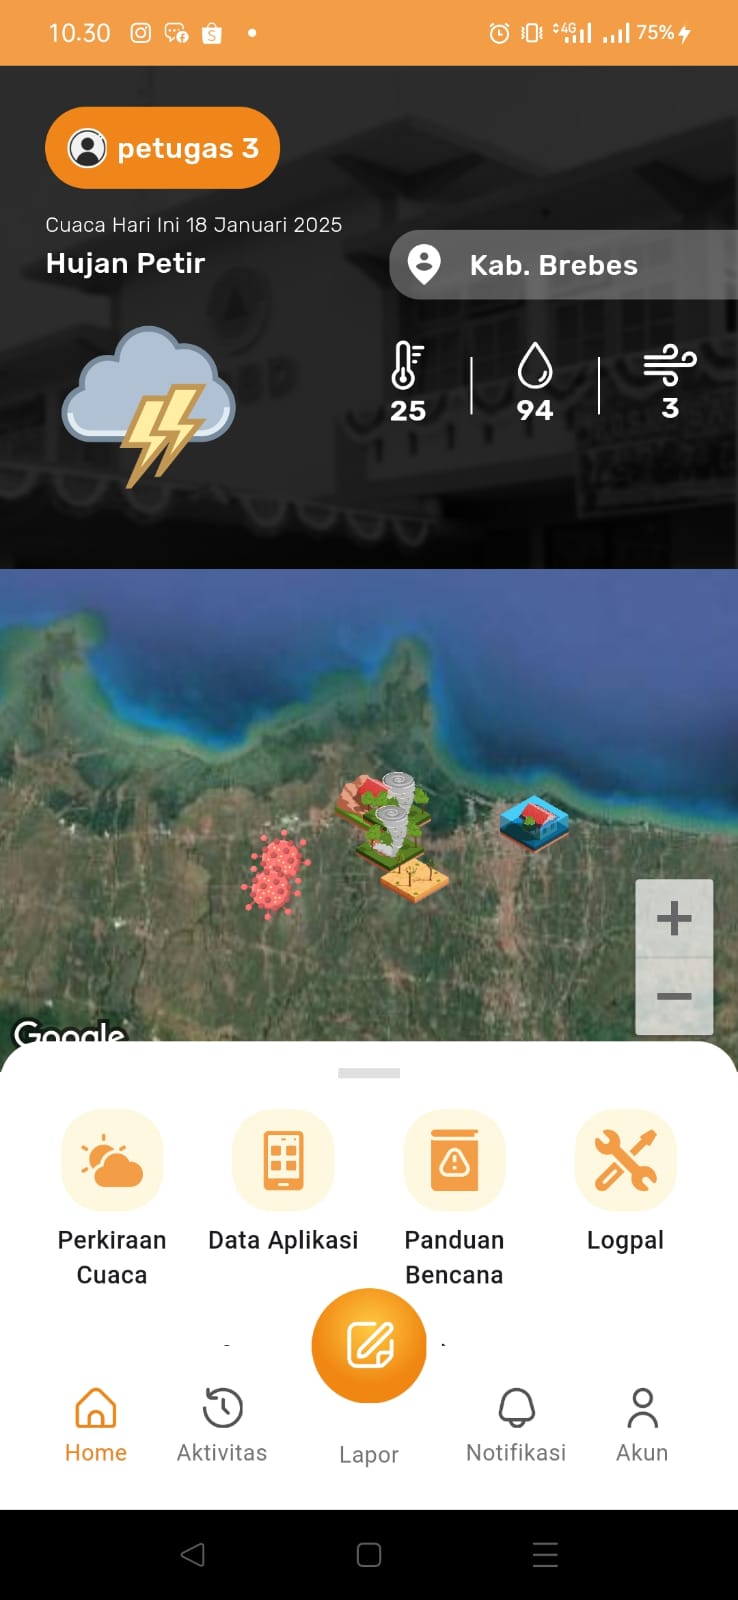 10.30
4G
75%
petugas 3
Cuaca Hari Ini 18 Januari 2025
Hujan Petir
Kab. Brebes
25
94
3
Google
Perkiraan Cuaca
Data Aplikasi
Panduan Bencana
Logpal
Home
Aktivitas
Lapor
Notifikasi
Akun